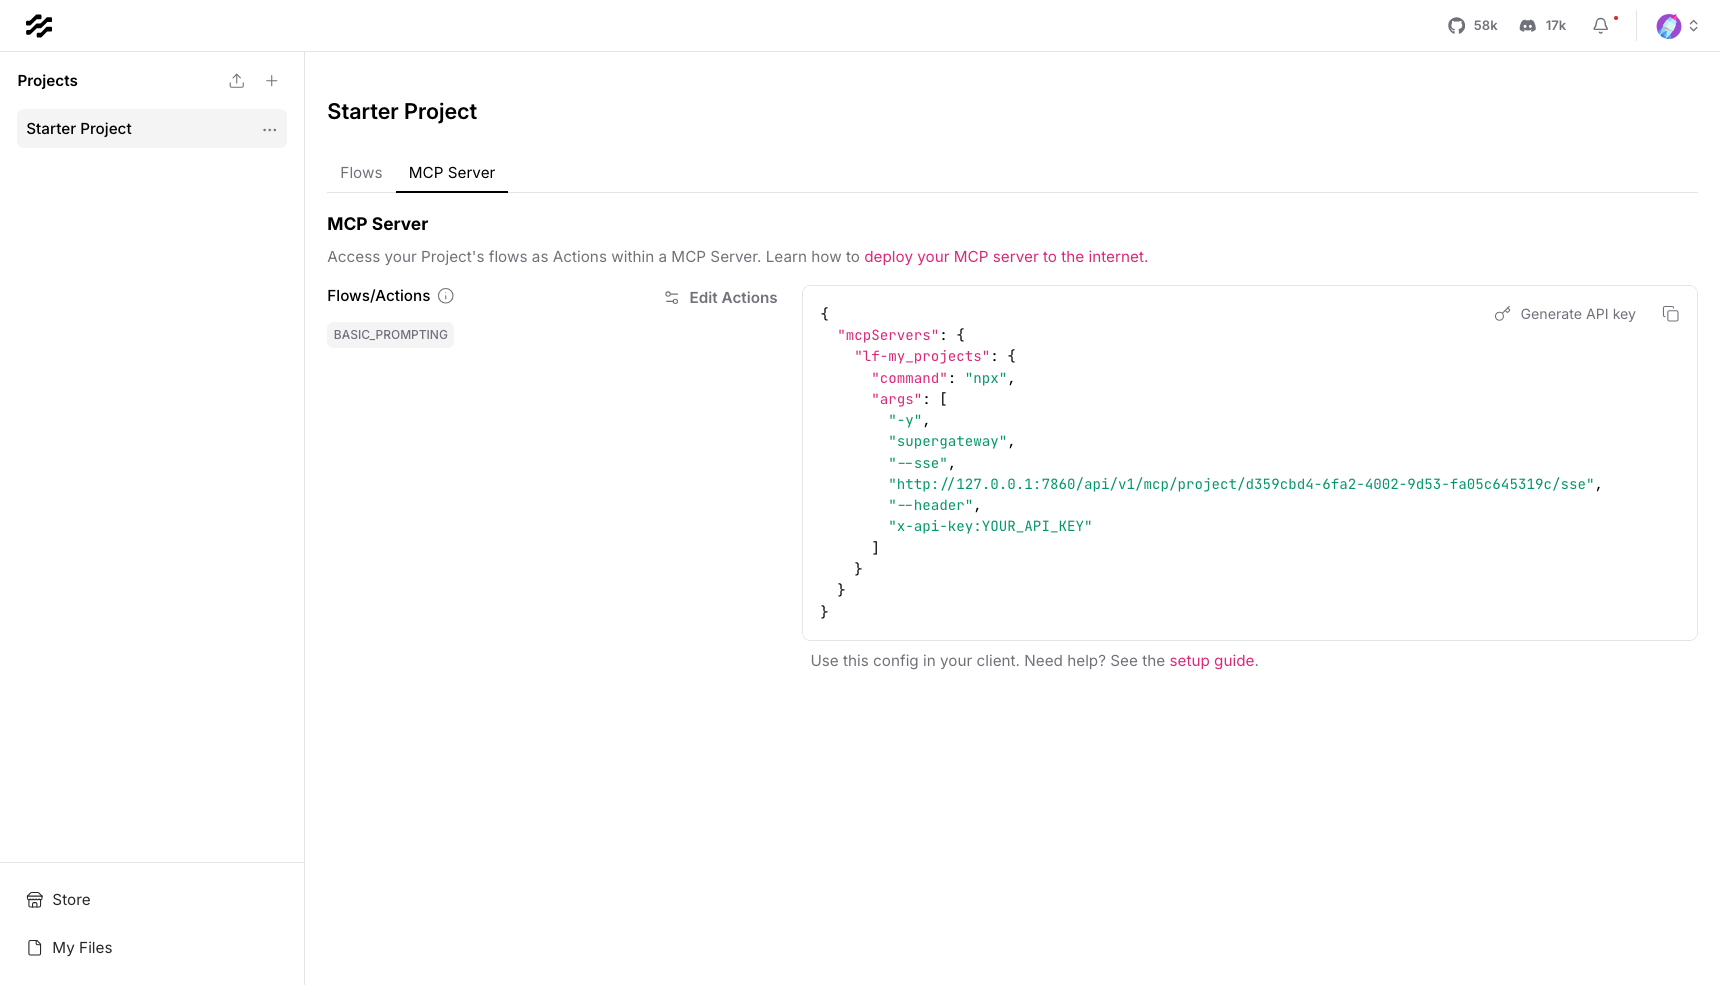 58k
17k
Projects
Starter Project
Starter Project
Flows
MCP Server
MCP Server
Access your Project's flows as Actions within a MCP Server. Learn how to deploy your MCP server to the internet.
Flows/Actions
Edit Actions
BASIC_PROMPTING
Generate API key
{
  "mcpServers": {
    "lf-my_projects": {
      "command": "npx",
      "args": [
        "-y",
        "supergateway",
        "--sse",
        "http://127.0.0.1:7860/api/v1/mcp/project/d359cbd4-6fa2-4002-9d53-fa05c645319c/sse",
        "--header",
        "x-api-key:YOUR_API_KEY"
      ]
    }
  }
}
Use this config in your client. Need help? See the setup guide.
Store
My Files